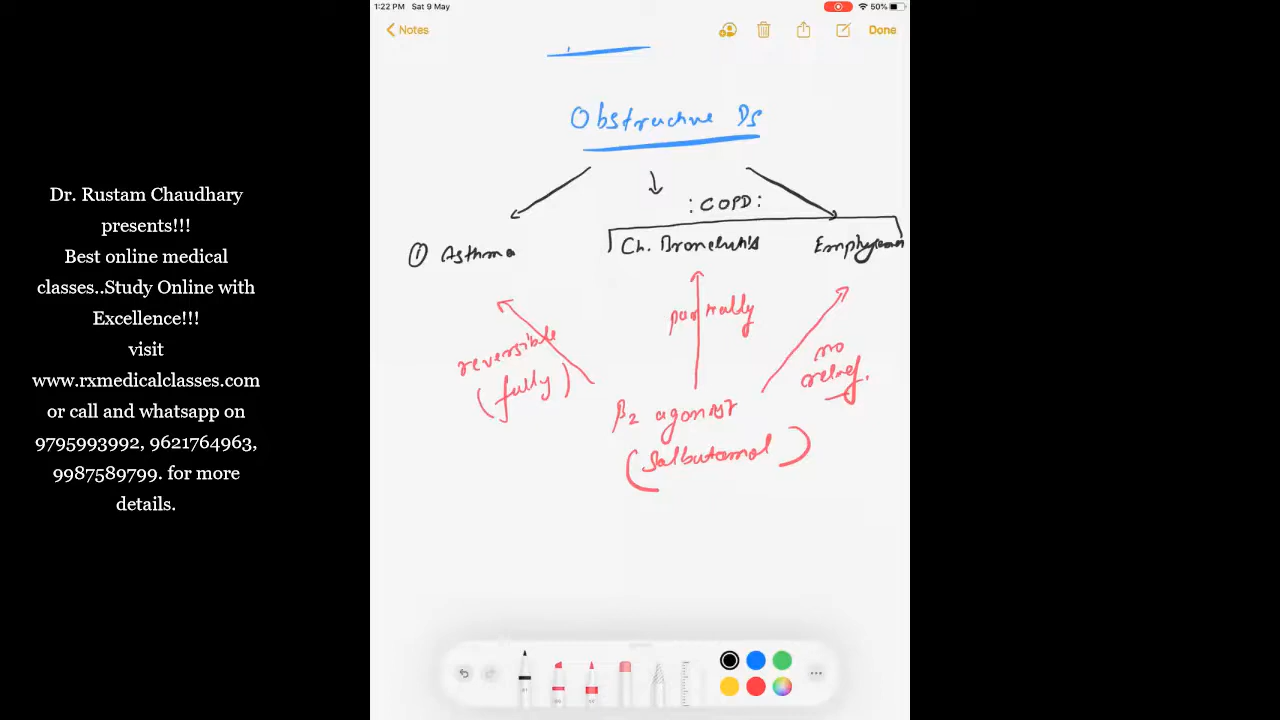 1:22 PM Sat 9 May
50%
Notes
Done
Dr. Rustam Chaudhary
presents!!!
Best online medical
classes..Study Online with
Excellence!!!
visit
www.rxmedicalclasses.com
or call and whatsapp on
9795993992, 9621764963,
9987589799. for more
details.
Obstructive Ds
: COPD :
① Asthma
Ch. Bronchitis
Emphysema
partially
reversible
(fully)
no
relief.
β2 agonist
(Salbutamol)